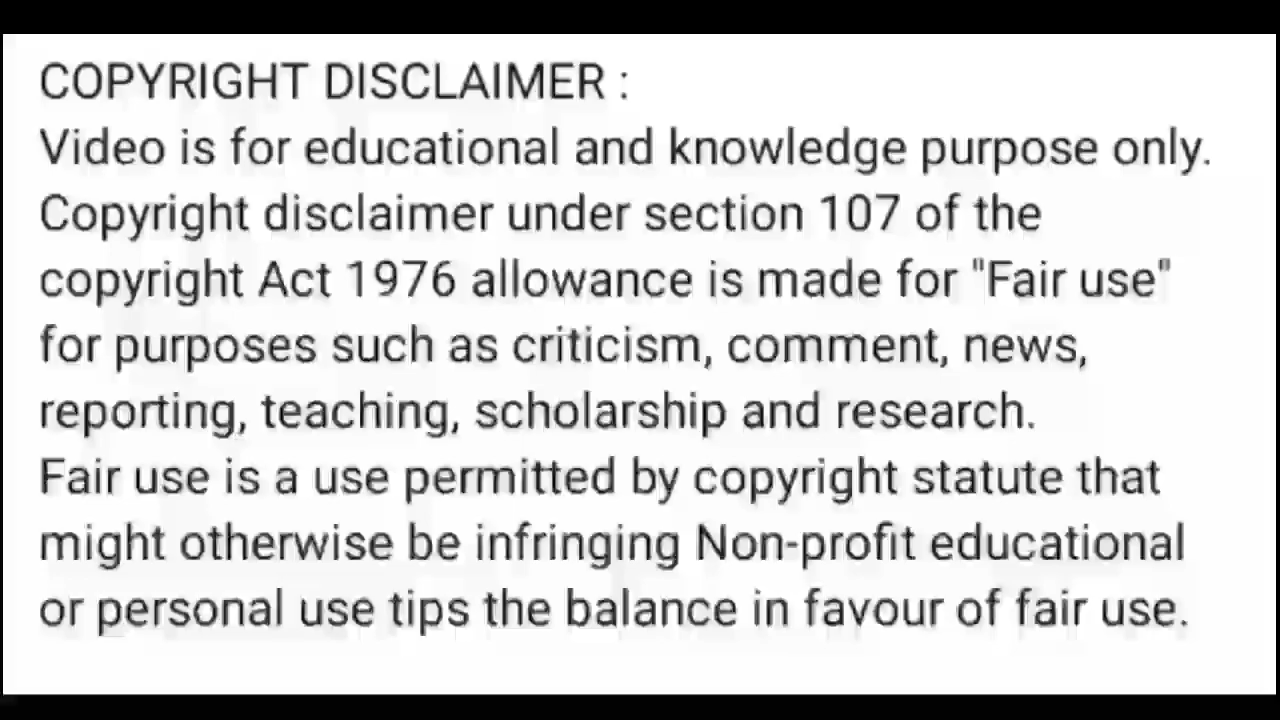 COPYRIGHT DISCLAIMER :
Video is for educational and knowledge purpose only.
Copyright disclaimer under section 107 of the
copyright Act 1976 allowance is made for "Fair use"
for purposes such as criticism, comment, news,
reporting, teaching, scholarship and research.
Fair use is a use permitted by copyright statute that
might otherwise be infringing Non-profit educational
or personal use tips the balance in favour of fair use.